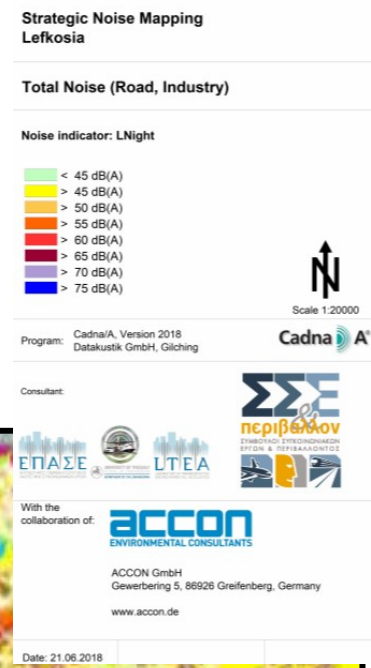 Strategic Noise Mapping
Lefkosia
Total Noise (Road, Industry)
Noise indicator: LNight
< 45 dB(A)
> 45 dB(A)
> 50 dB(A)
> 55 dB(A)
> 60 dB(A)
> 65 dB(A)
> 70 dB(A)
> 75 dB(A)
N
Scale 1:20000
Program: Cadna/A, Version 2018
Datakustik GmbH, Gilching
Cadna A®
Consultant:
ΣΣΕ
&
περιβάλλον
ΣΥΜΒΟΥΛΟΙ ΣΥΓΚΟΙΝΩΝΙΑΚΩΝ
ΕΡΓΩΝ & ΠΕΡΙΒΑΛΛΟΝΤΟΣ
ΕΠΑΣΕ
LTEA
With the
collaboration of:
accon
ENVIRONMENTAL CONSULTANTS
ACCON GmbH
Gewerbering 5, 86926 Greifenberg, Germany
www.accon.de
Date: 21.06.2018